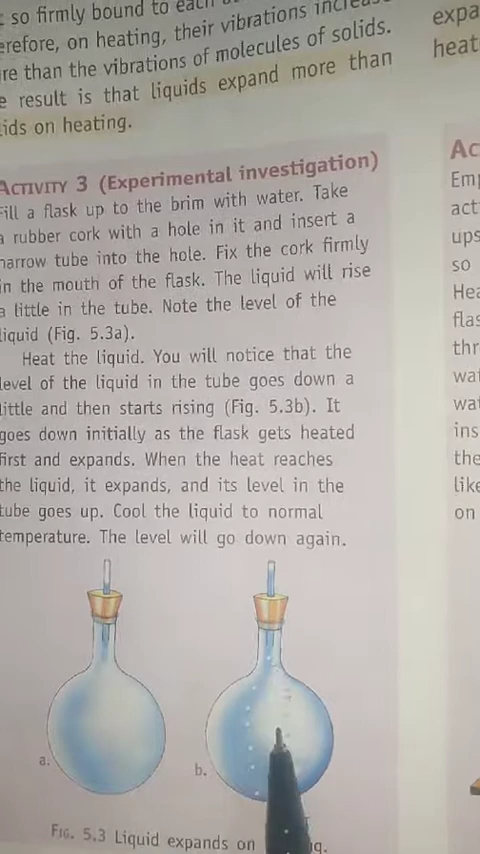 so firmly bound to each
on heating, their vibrations increase
than the vibrations of molecules of solids.
result is that liquids expand more than
on heating.
ACTIVITY 3 (Experimental investigation)
Fill a flask up to the brim with water. Take
a rubber cork with a hole in it and insert a
narrow tube into the hole. Fix the cork firmly
in the mouth of the flask. The liquid will rise
a little in the tube. Note the level of the
liquid (Fig. 5.3a).
Heat the liquid. You will notice that the
level of the liquid in the tube goes down a
little and then starts rising (Fig. 5.3b). It
goes down initially as the flask gets heated
first and expands. When the heat reaches
the liquid, it expands, and its level in the
tube goes up. Cool the liquid to normal
temperature. The level will go down again.
a.
b.
FIG. 5.3 Liquid expands on
expa
heat
Ac
Emp
act
ups
so
Hea
flas
thr
wat
wat
ins
the
like
on